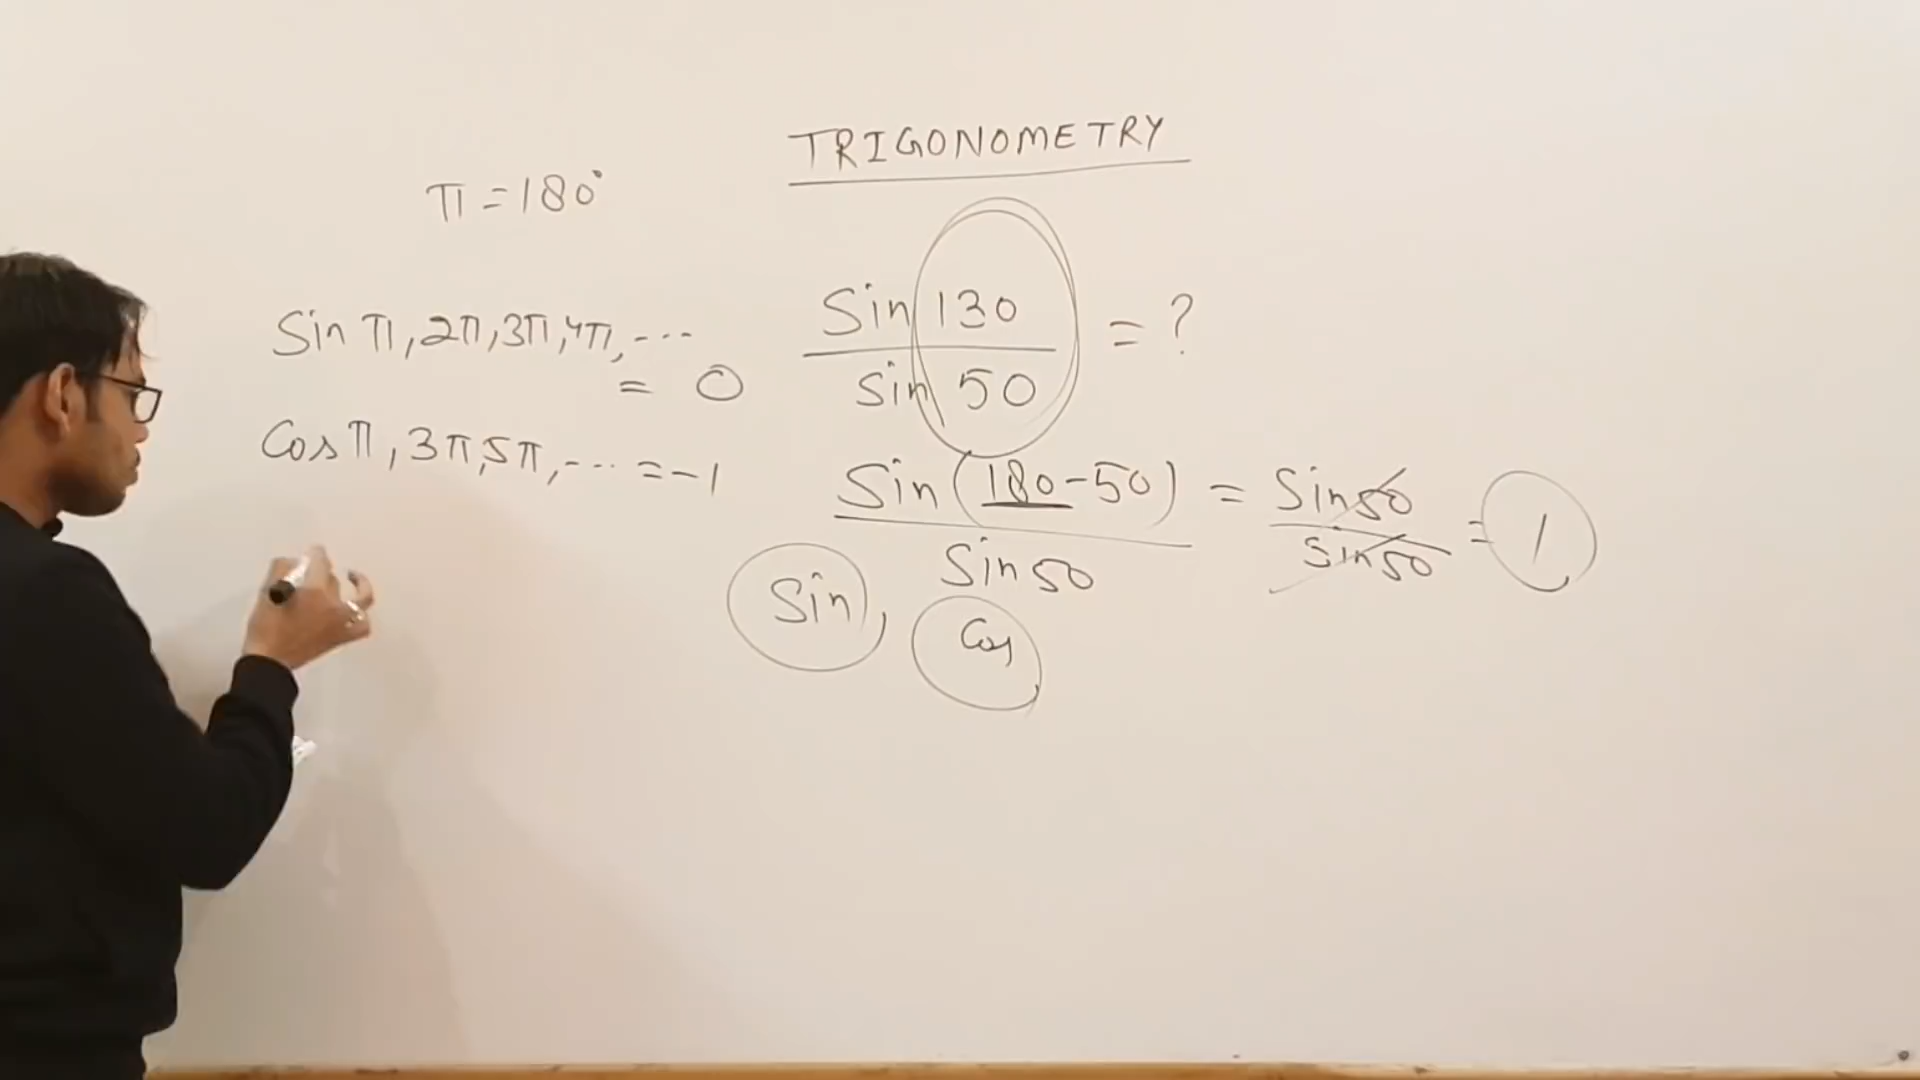 TRIGONOMETRY
π = 180°
Sin 130
Sin 50
= ?
Sin π, 2π, 3π, 4π, ---
= 0
Cos π, 3π, 5π, --- = -1
Sin (180-50)
Sin 50
= Sin 50
Sin 50
= 1
Sin, Cos